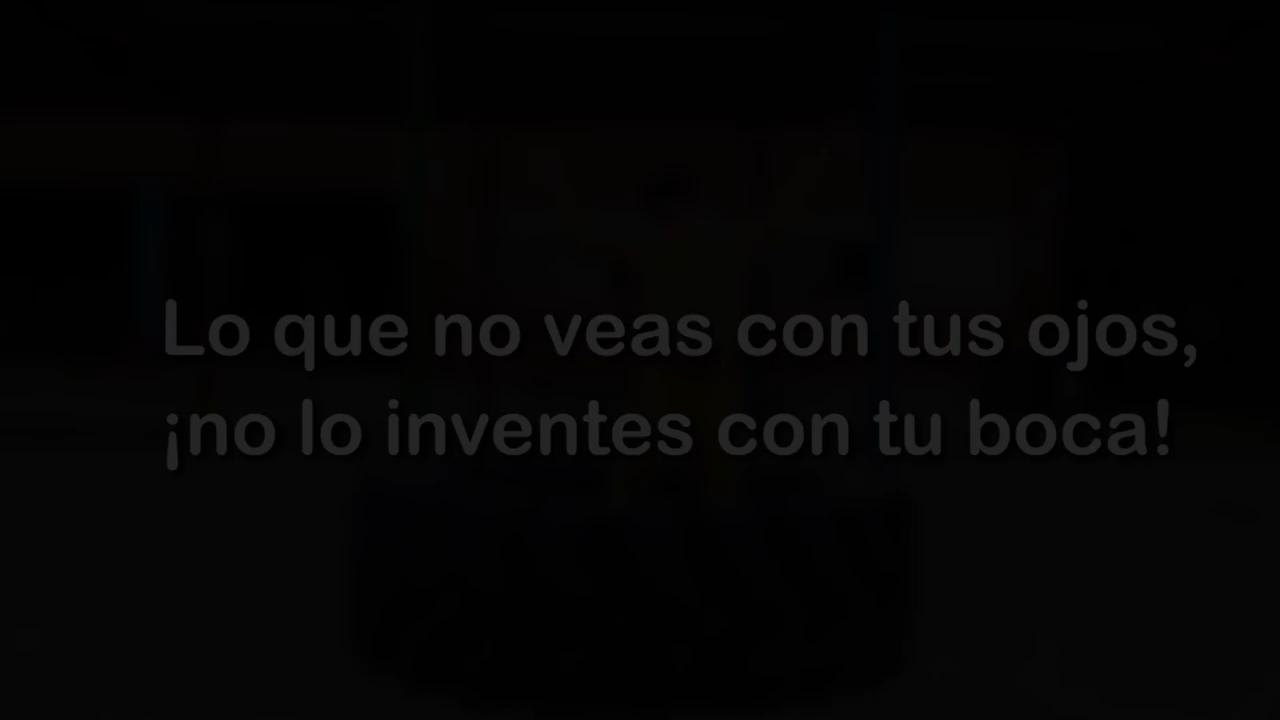 Lo que no veas con tus ojos,
¡no lo inventes con tu boca!